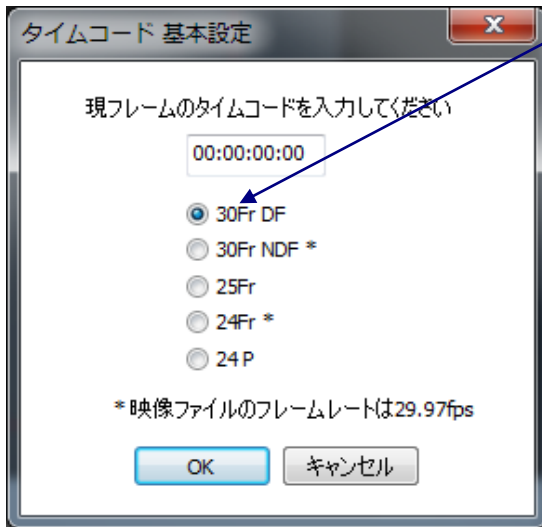 タイムコード 基本設定
現フレームのタイムコードを入力してください
00:00:00:00
30Fr DF
30Fr NDF *
25Fr
24Fr *
24 P
* 映像ファイルのフレームレートは29.97fps
OK キャンセル